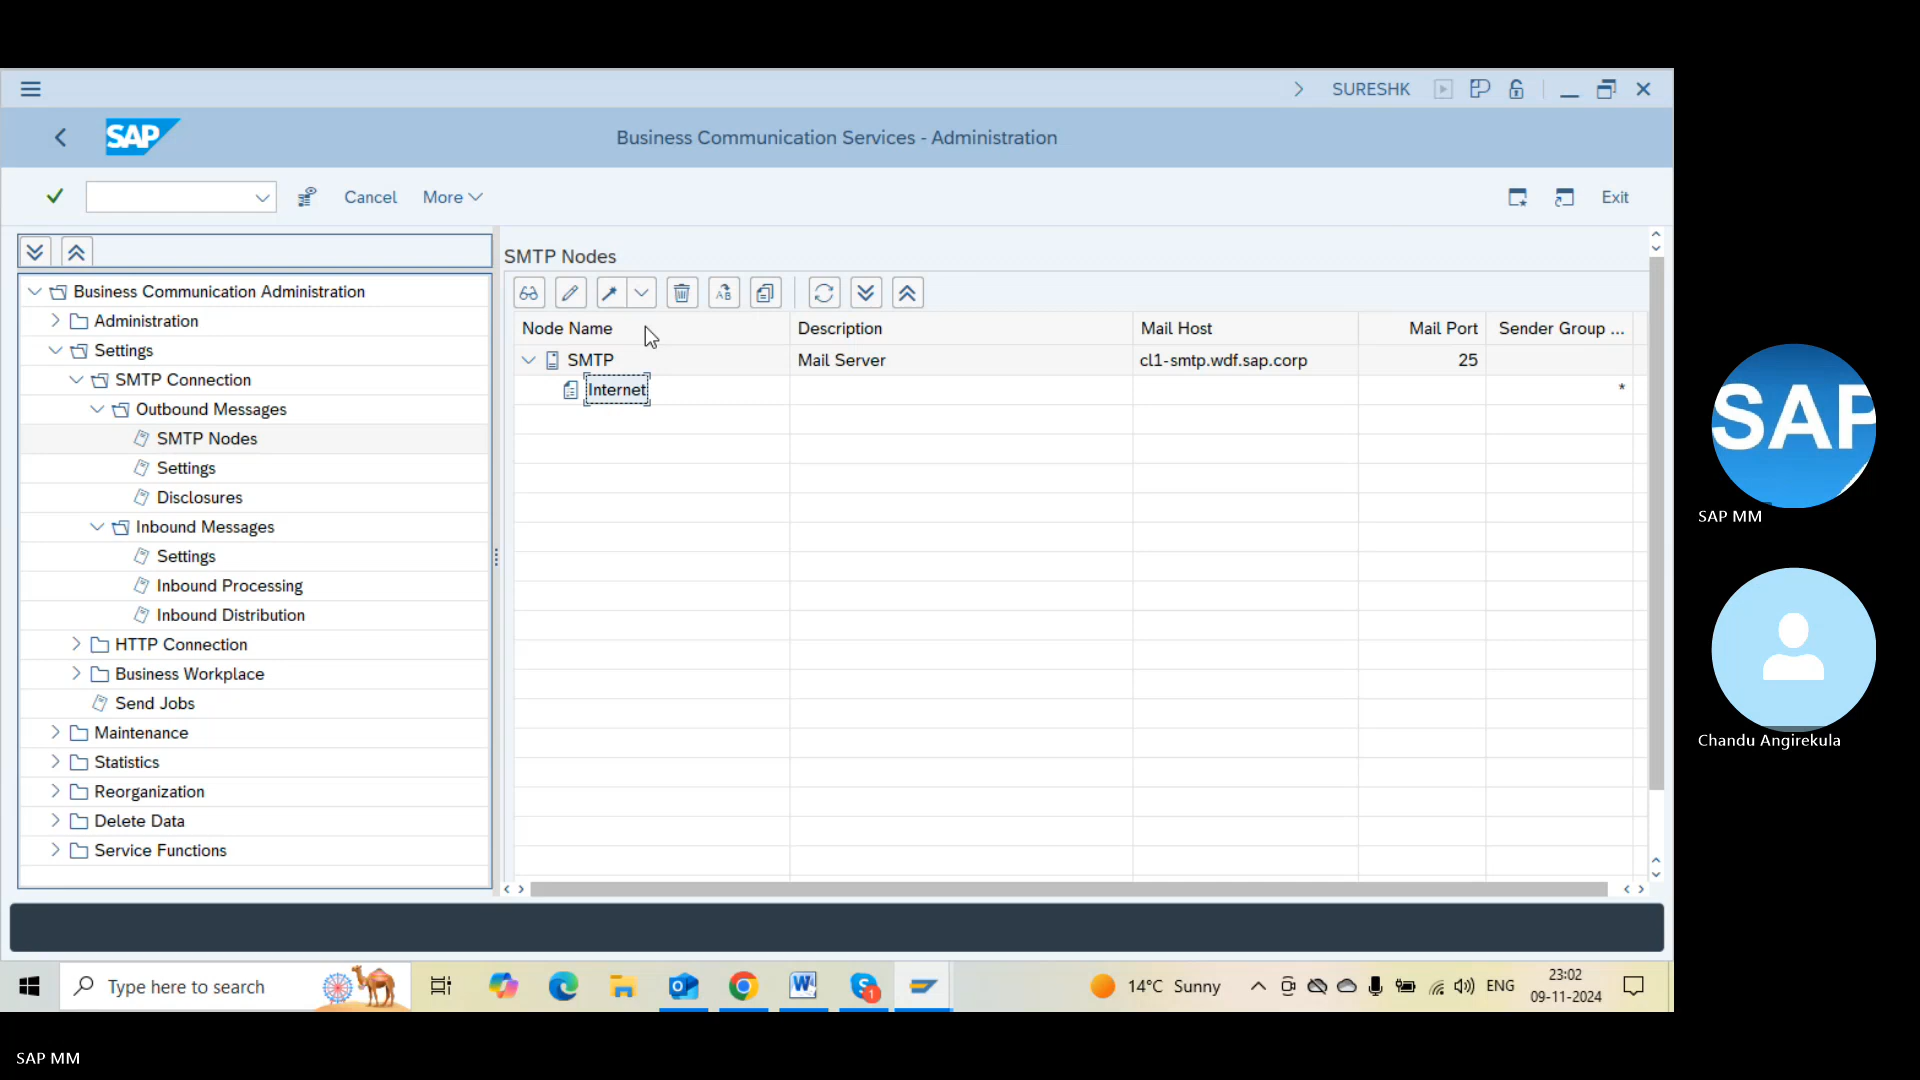 SURESHK
SAP
Business Communication Services - Administration
Cancel
More
Exit
SMTP Nodes
Business Communication Administration
Administration
Settings
SMTP Connection
Outbound Messages
SMTP Nodes
Settings
Disclosures
Inbound Messages
Settings
Inbound Processing
Inbound Distribution
HTTP Connection
Business Workplace
Send Jobs
Maintenance
Statistics
Reorganization
Delete Data
Service Functions
Node Name Description Mail Host Mail Port Sender Group ...
SMTP Mail Server cl1-smtp.wdf.sap.corp 25
Internet *
SAP
SAP MM
Chandu Angirekula
Type here to search
1
14°C Sunny
ENG
23:02
09-11-2024
SAP MM